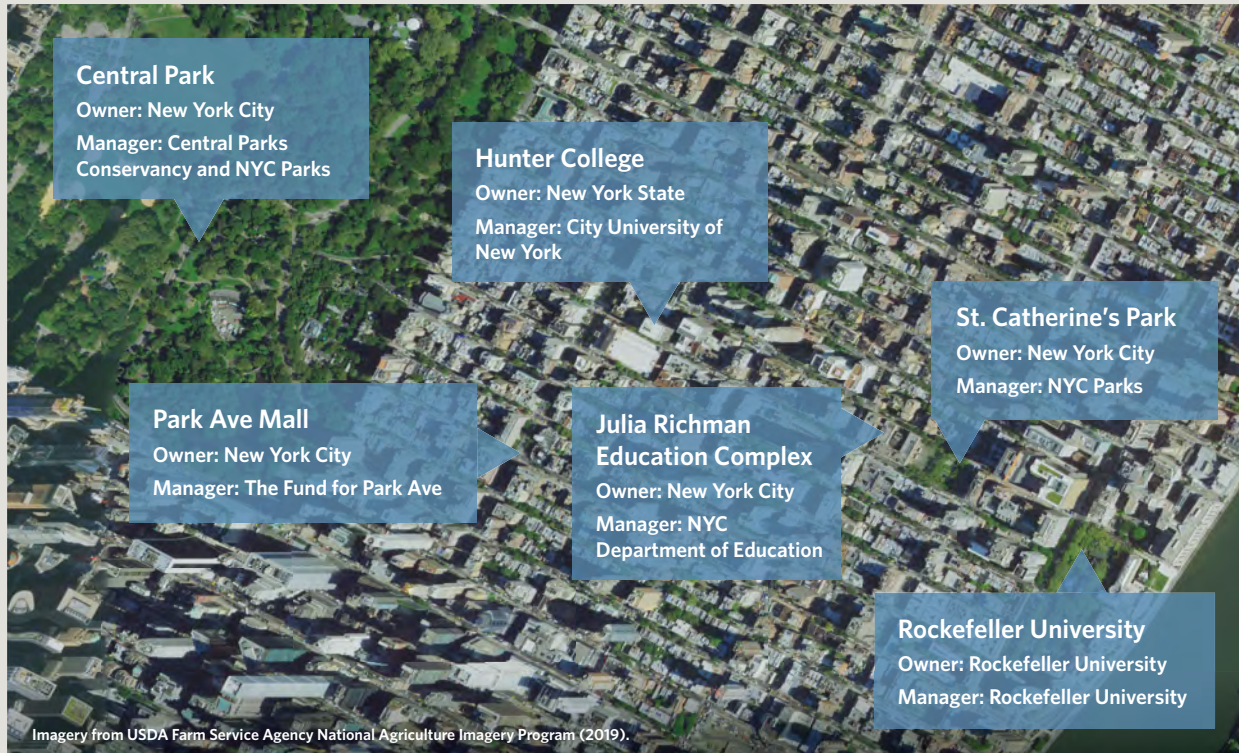 Central Park
Owner: New York City
Manager: Central Parks
Conservancy and NYC Parks
Hunter College
Owner: New York State
Manager: City University of
New York
St. Catherine's Park
Owner: New York City
Manager: NYC Parks
Park Ave Mall
Owner: New York City
Manager: The Fund for Park Ave
Julia Richman
Education Complex
Owner: New York City
Manager: NYC
Department of Education
Rockefeller University
Owner: Rockefeller University
Manager: Rockefeller University
Imagery from USDA Farm Service Agency National Agriculture Imagery Program (2019).